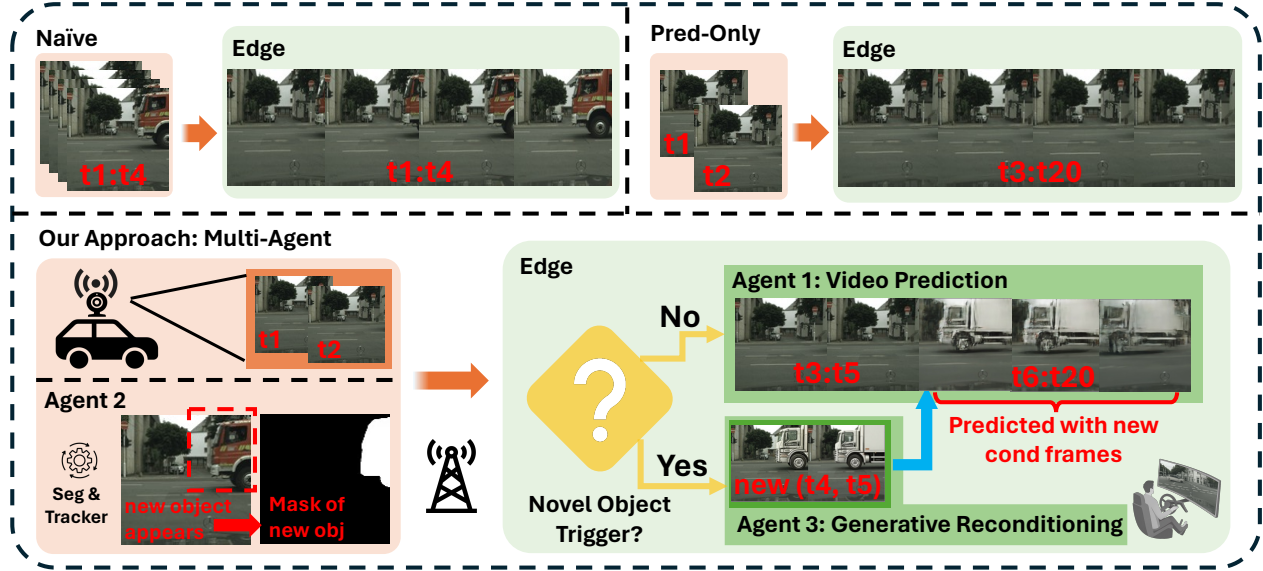 Naïve
Edge
t1:t4
t1:t4
Pred-Only
Edge
t1
t2
t3:t20
Our Approach: Multi-Agent
t1
t2
Agent 2
Seg &
Tracker
new object
appears
Mask of
new obj
Edge
No
Yes
Novel Object
Trigger?
Agent 1: Video Prediction
t3:t5
t6:t20
Predicted with new
cond frames
new (t4, t5)
Agent 3: Generative Reconditioning